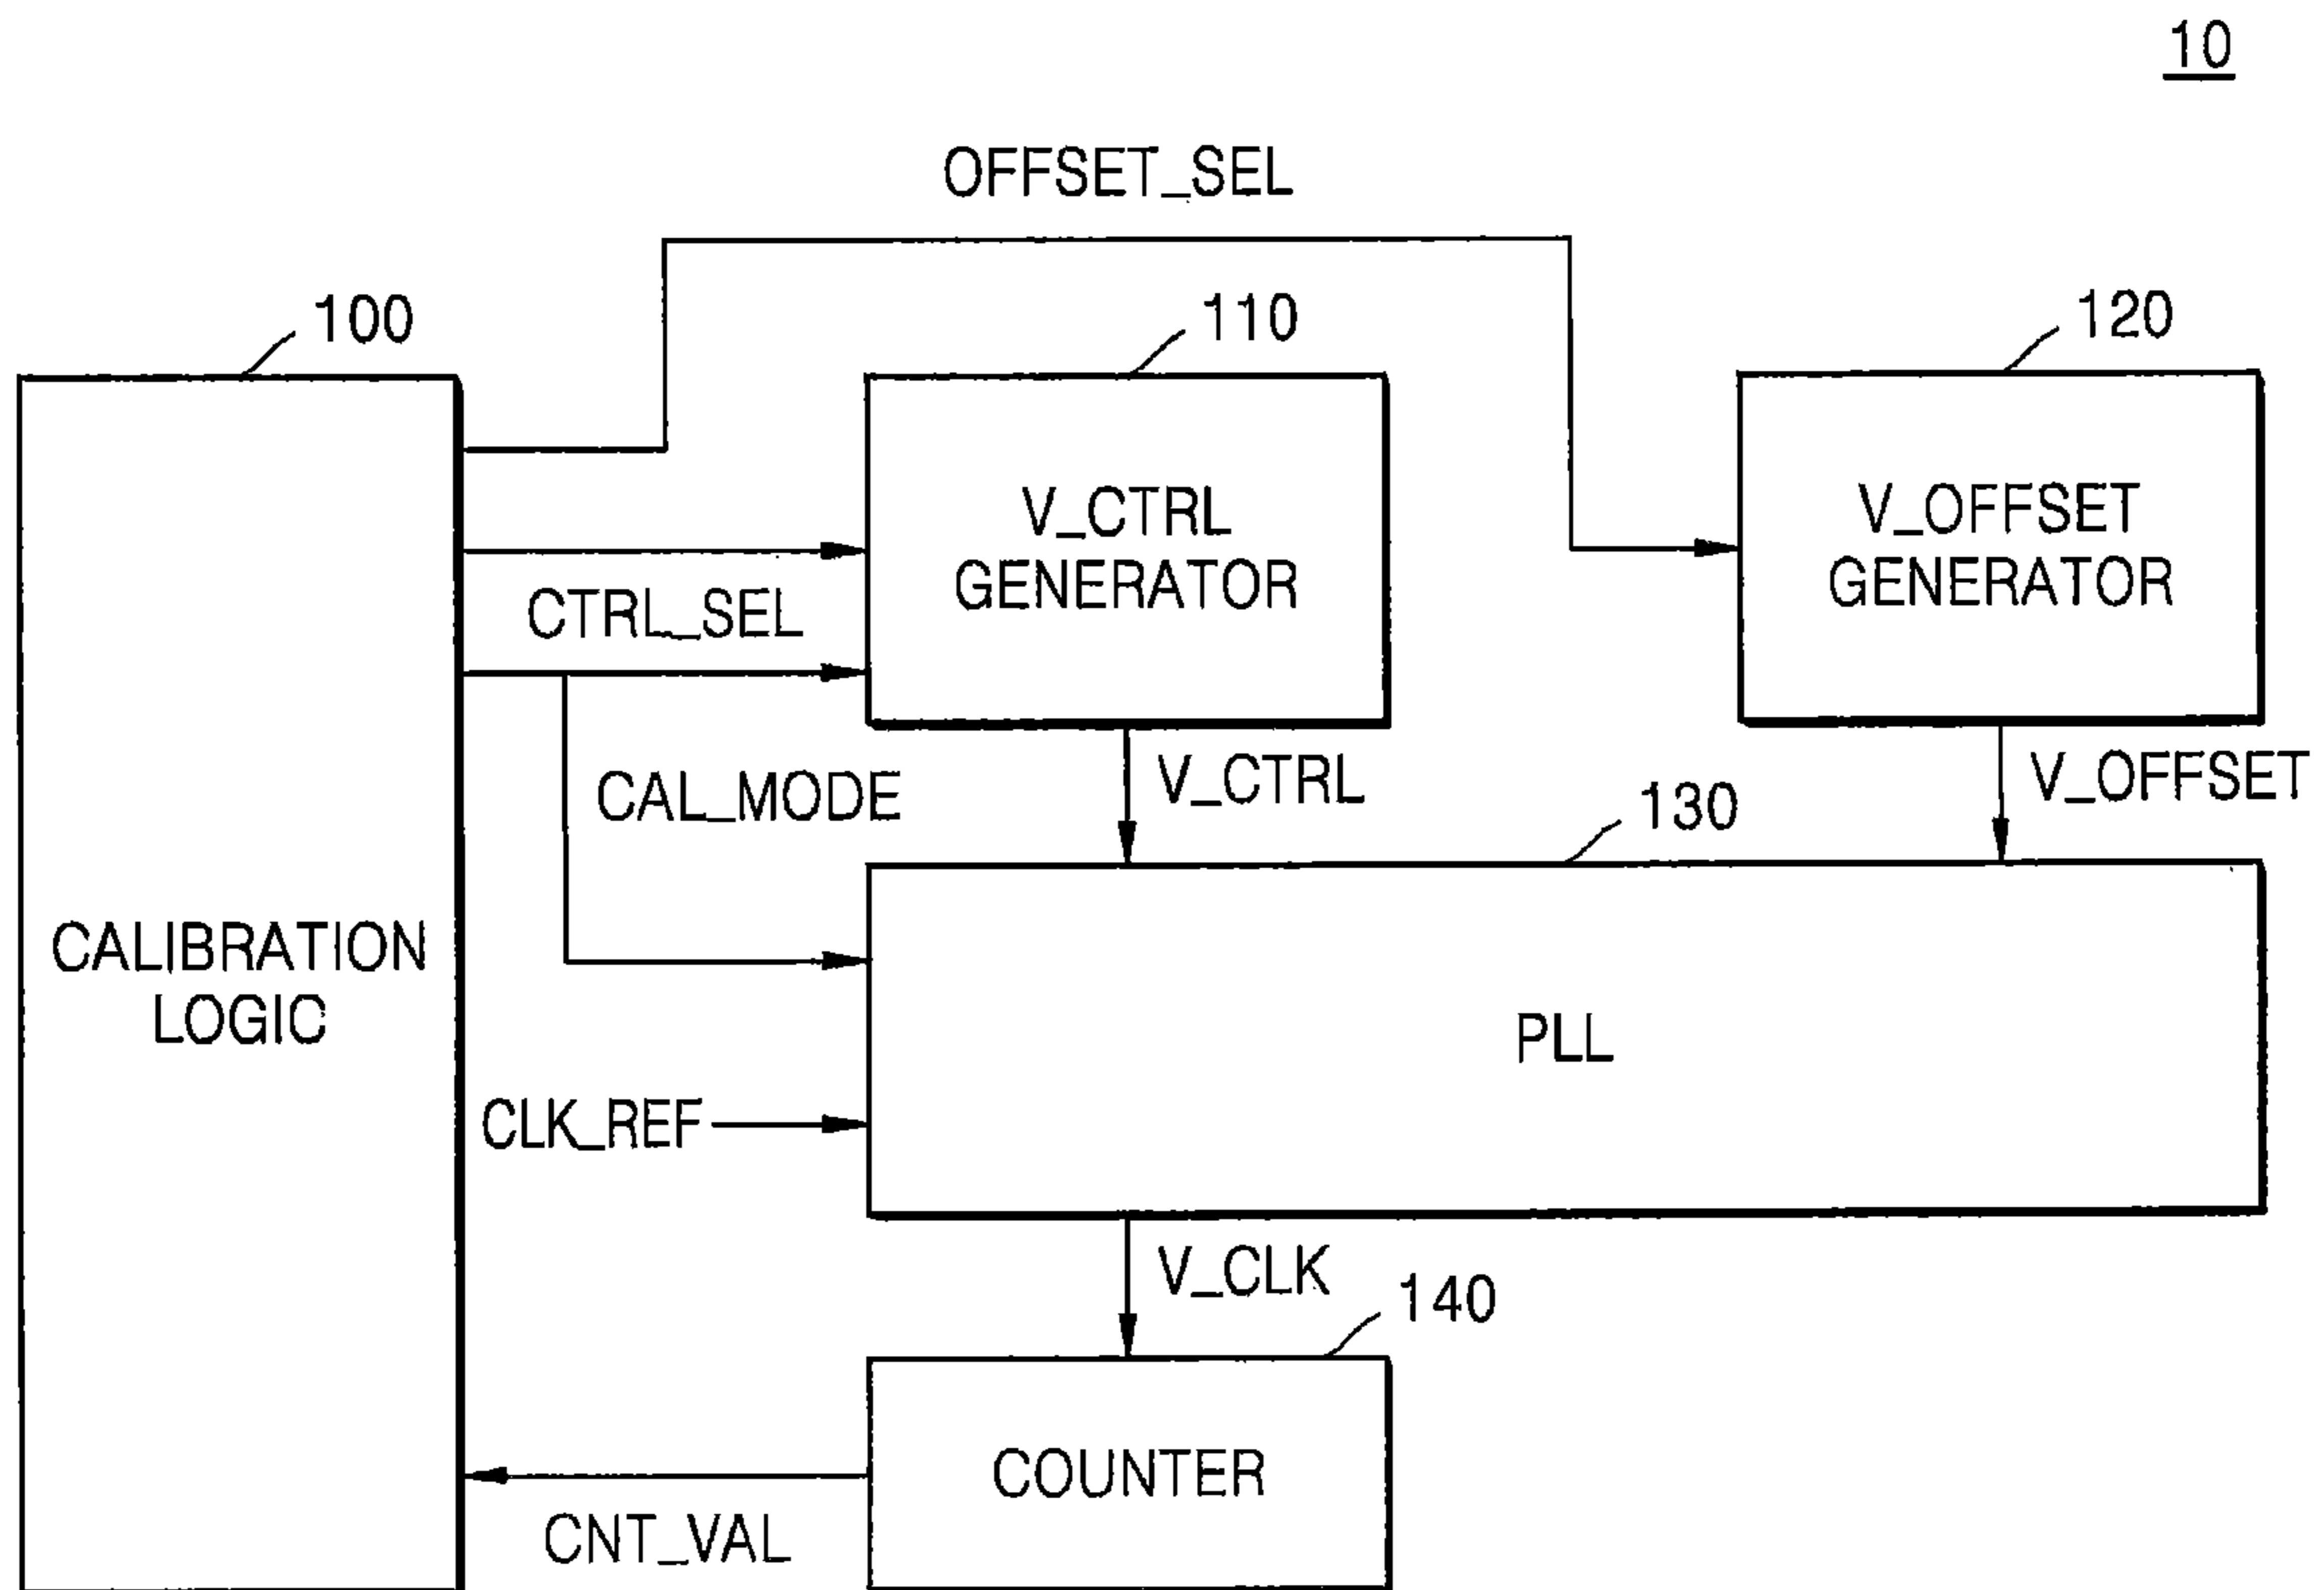 10
OFFSET_SEL
100
110
120
V_CTRL
GENERATOR
V_OFFSET
GENERATOR
CTRL_SEL
CAL_MODE
V_CTRL
V_OFFSET
130
CALIBRATION
LOGIC
PLL
CLK_REF
V_CLK
140
COUNTER
CNT_VAL